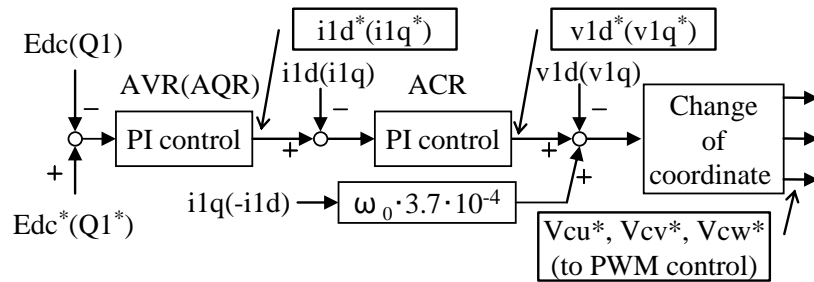 i1d*(i1q*)
v1d*(v1q*)
Edc(Q1)
i1d(i1q)
v1d(v1q)
AVR(AQR)
ACR
−
−
−
PI control
PI control
Change
of
coordinate
+
+
+
+
i1q(-i1d)
ω0·3.7·10-4
Edc*(Q1*)
Vcu*, Vcv*, Vcw*
(to PWM control)